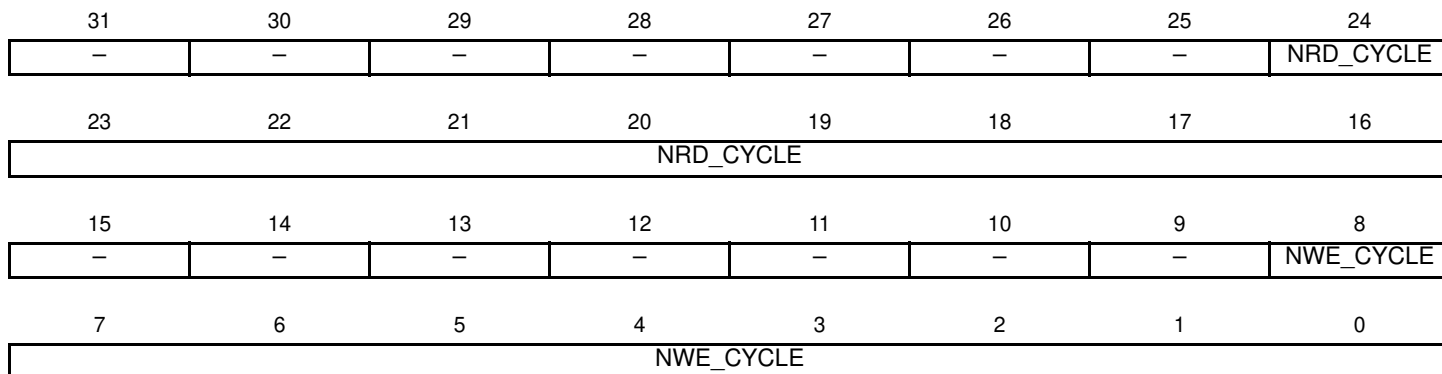 31 30 29 28 27 26 25 24
– – – – – – – NRD_CYCLE
23 22 21 20 19 18 17 16
NRD_CYCLE
15 14 13 12 11 10 9 8
– – – – – – – NWE_CYCLE
7 6 5 4 3 2 1 0
NWE_CYCLE